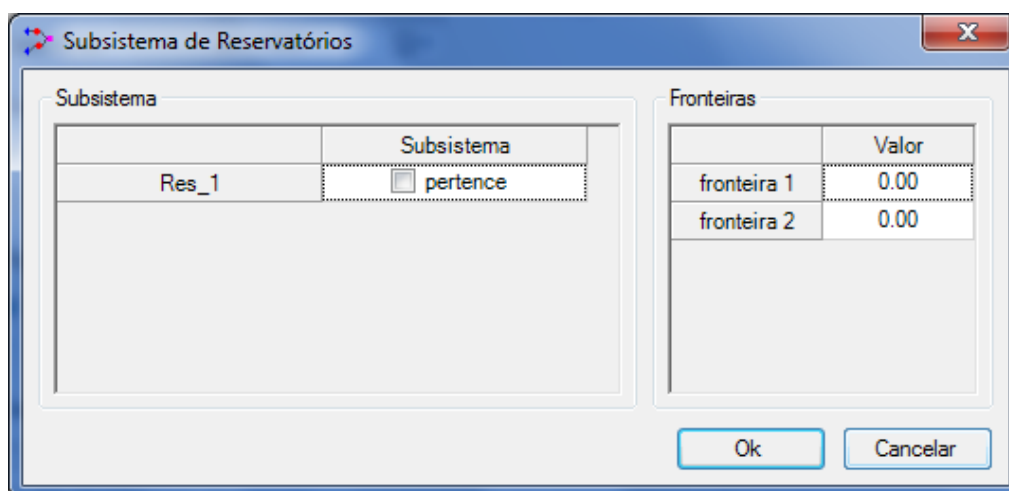 Subsistema de Reservatórios
Subsistema
Subsistema
Res_1 pertence
Fronteiras
Valor
fronteira 1 0.00
fronteira 2 0.00
Ok Cancelar